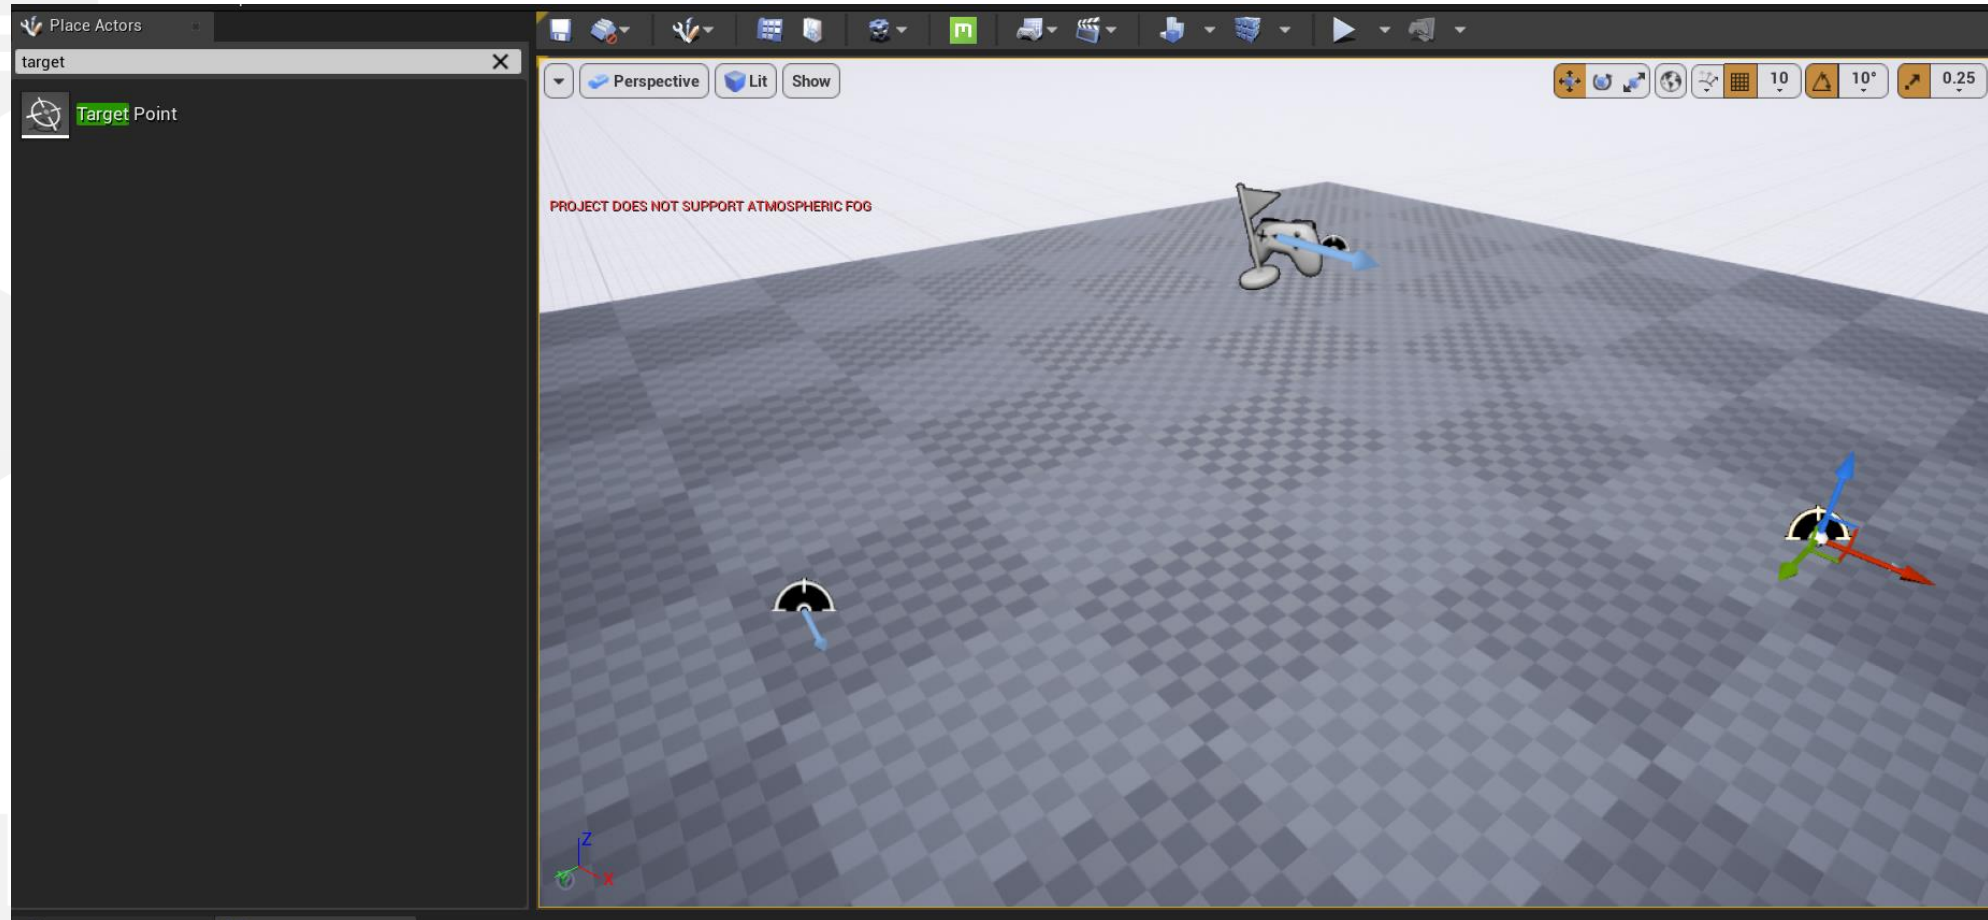 Place Actors
target
Target Point
Perspective
Lit
Show
10
10°
0.25
PROJECT DOES NOT SUPPORT ATMOSPHERIC FOG
Z
X